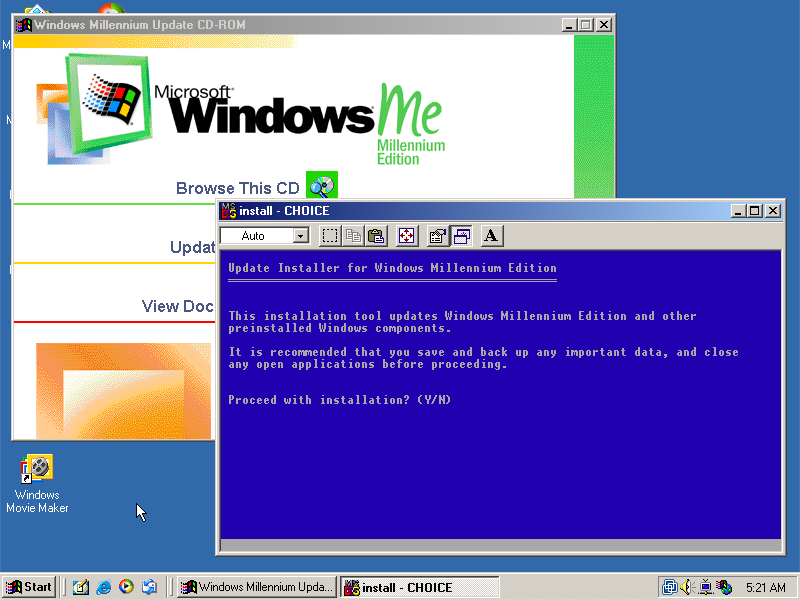 Windows Millennium Update CD-ROM
Microsoft
Windows Me
Millennium
Edition
Browse This CD
Updat
View Doc
install - CHOICE
Auto
A
Update Installer for Windows Millennium Edition
This installation tool updates Windows Millennium Edition and other
preinstalled Windows components.
It is recommended that you save and back up any important data, and close
any open applications before proceeding.
Proceed with installation? (Y/N)
Windows
Movie Maker
Start
Windows Millennium Upda...
install - CHOICE
5:21 AM